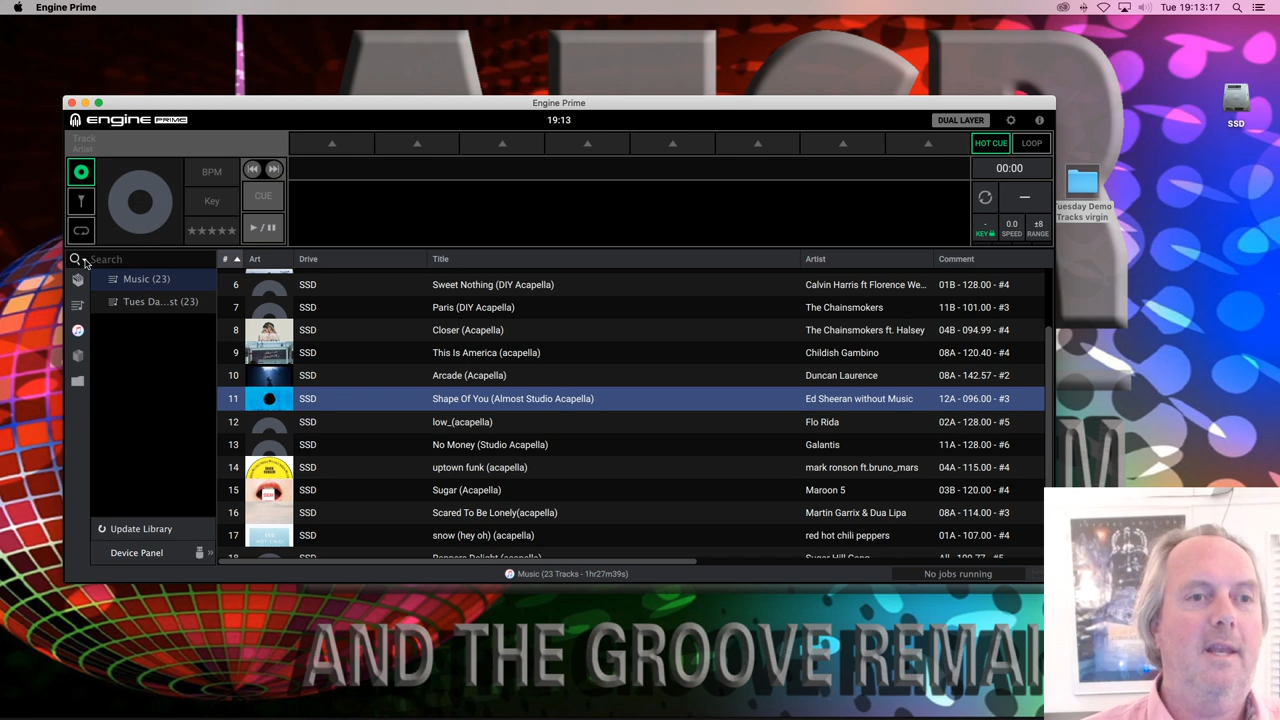 Engine Prime
Tue 19:13:17
SSD
Engine Prime
ENGINE PRIME
19:13
DUAL LAYER
Track
Artist
HOT CUE
LOOP
BPM
Key
CUE
00:00
-
KEY
0.0
SPEED
±8
RANGE
Tuesday Demo
Tracks virgin
Search
# Art Drive Title Artist Comment
Music (23)
Tues Da...st (23)
6 SSD Sweet Nothing (DIY Acapella) Calvin Harris ft Florence We... 01B - 128.00 - #4
7 SSD Paris (DIY Acapella) The Chainsmokers 11B - 101.00 - #3
8 SSD Closer (Acapella) The Chainsmokers ft. Halsey 04B - 094.99 - #4
9 SSD This Is America (acapella) Childish Gambino 08A - 120.40 - #4
10 SSD Arcade (Acapella) Duncan Laurence 08A - 142.57 - #2
11 SSD Shape Of You (Almost Studio Acapella) Ed Sheeran without Music 12A - 096.00 - #3
12 SSD low_(acapella) Flo Rida 02A - 128.00 - #5
13 SSD No Money (Studio Acapella) Galantis 11A - 128.00 - #6
14 SSD uptown funk (acapella) mark ronson ft.bruno_mars 04A - 115.00 - #4
15 SSD Sugar (Acapella) Maroon 5 03B - 120.00 - #4
16 SSD Scared To Be Lonely(acapella) Martin Garrix & Dua Lipa 08A - 114.00 - #3
17 SSD snow (hey oh) (acapella) red hot chili peppers 01A - 107.00 - #4
Update Library
Device Panel
Music (23 Tracks - 1hr27m39s)
No jobs running
AND THE GROOVE REMAI